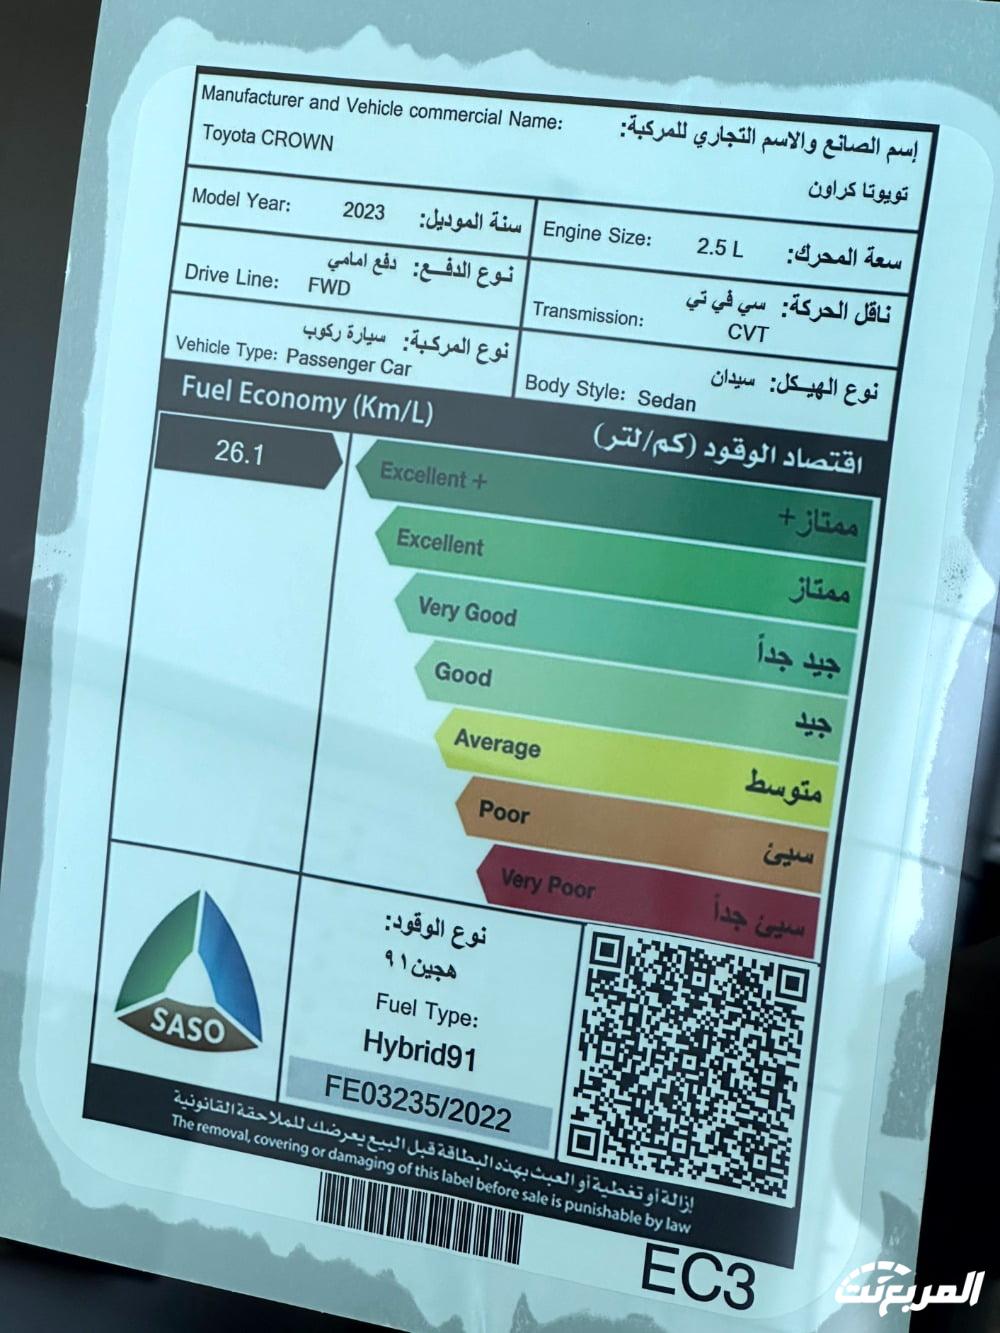 Manufacturer and Vehicle commercial Name:
إسم الصانع والاسم التجاري للمركبة:
Toyota CROWN
تويوتا كراون
Model Year: 2023 سنة الموديل:
Engine Size: 2.5 L سعة المحرك:
نوع الدفـــع: دفع امامي
Drive Line: FWD
ناقل الحركة: سي في تي
Transmission: CVT
نوع المركـبة: سيارة ركوب
Vehicle Type: Passenger Car
نوع الهيـكل: سيدان
Body Style: Sedan
Fuel Economy (Km/L)
اقتصاد الوقود (كم/لتر)
26.1
Excellent + ممتاز+
Excellent ممتاز
Very Good جيد جداً
Good جيد
Average متوسط
Poor سيئ
Very Poor سيئ جداً
SASO
نوع الوقود:
هجين٩١
Fuel Type:
Hybrid91
FE03235/2022
إزالة أو تغطية أو العبث بهذه البطاقة قبل البيع يعرضك للملاحقة القانونية
The removal, covering or damaging of this label before sale is punishable by law
EC3
المربع نت